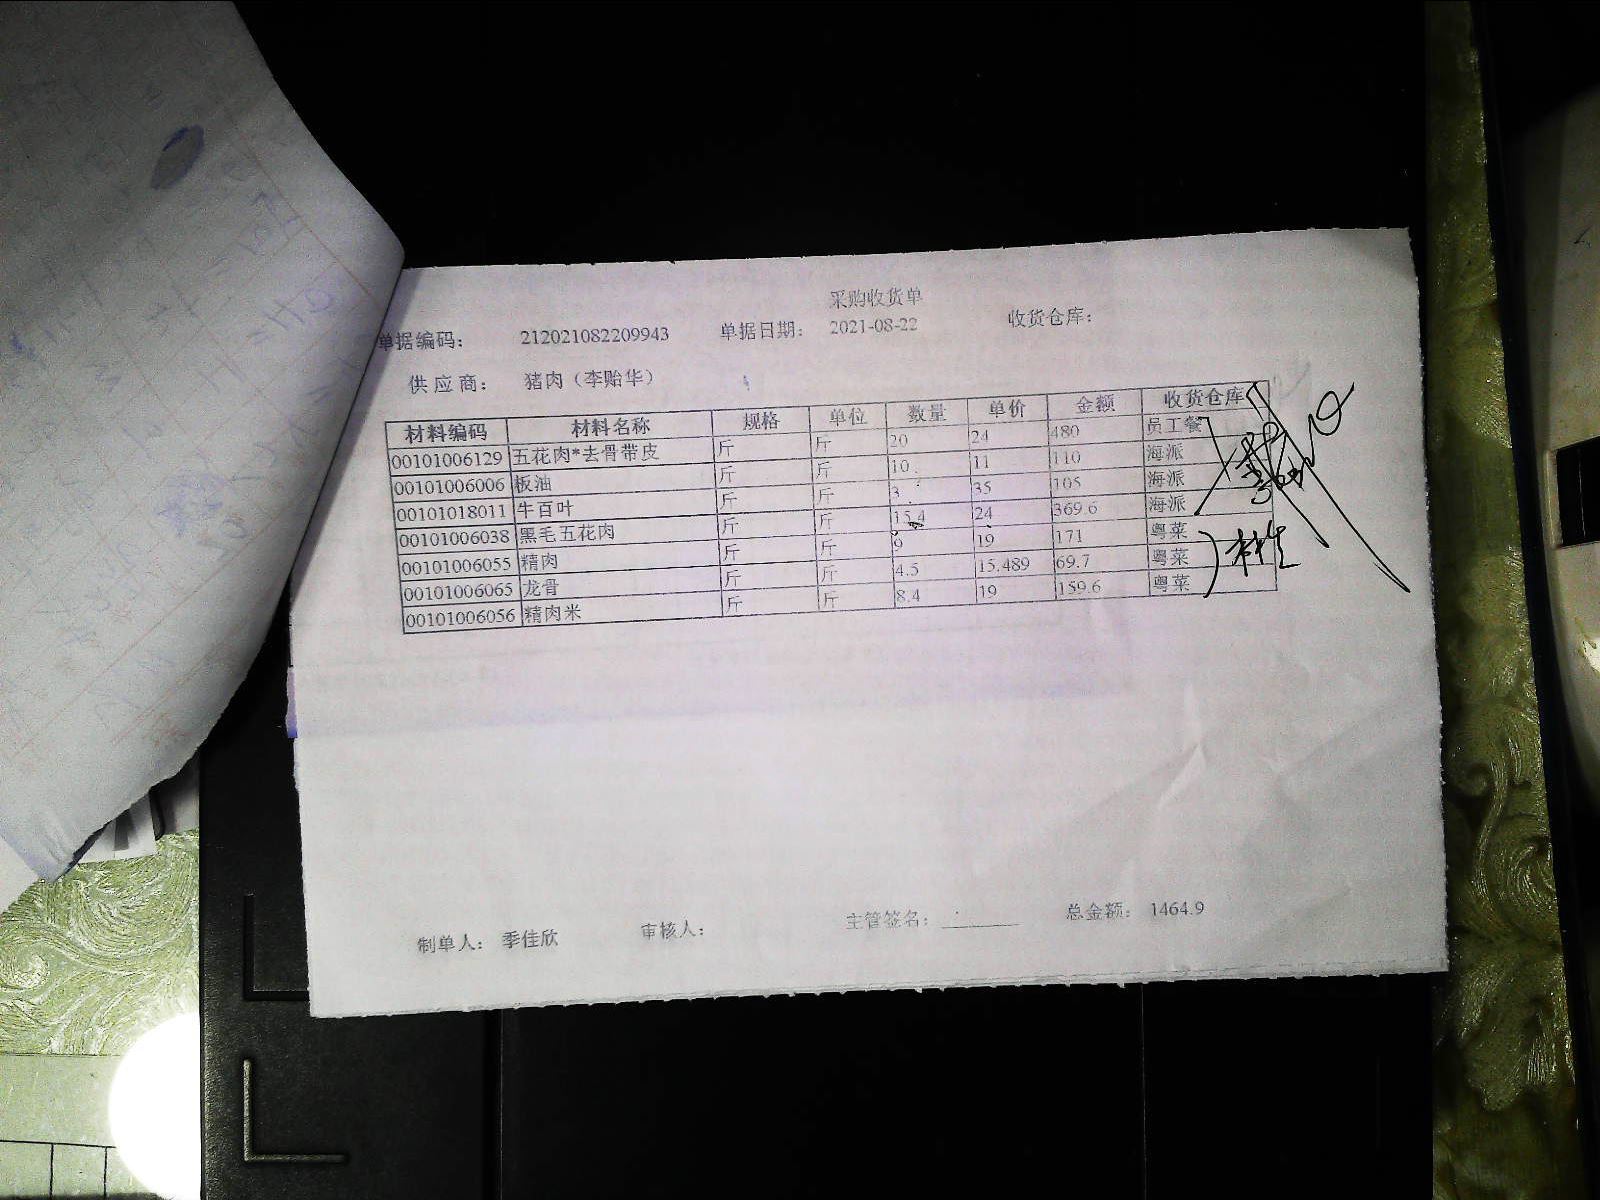 采购收货单
单据编码： 212021082209943 单据日期： 2021-08-22 收货仓库：
供应商： 猪肉（李贻华）
材料编码 材料名称 规格 单位 数量 单价 金额 收货仓库
00101006129 五花肉*去骨带皮 斤 斤 20 24 480 员工餐
00101006006 板油 斤 斤 10 11 110 海派
00101018011 牛百叶 斤 斤 3 35 105 海派
00101006038 黑毛五花肉 斤 斤 15.4 24 369.6 海派
00101006055 精肉 斤 斤 9 19 171 粤菜
00101006065 龙骨 斤 斤 4.5 15.489 69.7 粤菜
00101006056 精肉米 斤 斤 8.4 19 159.6 粤菜
制单人： 季佳欣 审核人： 主管签名： 总金额： 1464.9